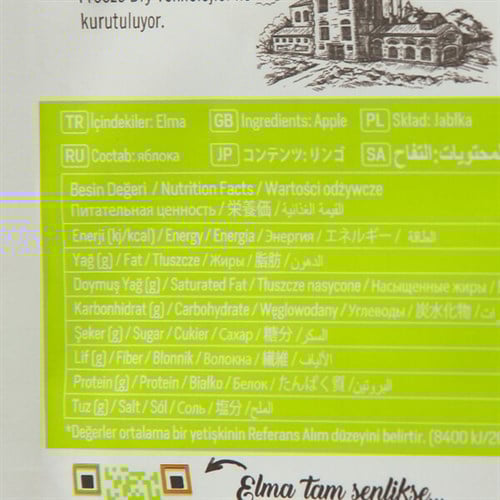 Freeze Dry Teknolojisi ile
kurutuluyor.
TR İçindekiler: Elma GB Ingredients: Apple PL Skład: Jabłka
RU Состав: яблока JP コンテンツ: リンゴ SA المحتويات: التفاح
Besin Değeri / Nutrition Facts / Wartości odżywcze
Питательная ценность / 栄養価 / القيمة الغذائية
Enerji (kj/kcal) / Energy / Energia / Энергия / エネルギー / الطاقة
Yağ (g) / Fat / Tłuszcze / Жиры / 脂肪 / الدهون
Doymuş Yağ (g) / Saturated Fat / Tłuszcze nasycone / Насыщенные жиры /
Karbonhidrat (g) / Carbohydrate / Węglowodany / Углеводы / 炭水化物 /
Şeker (g) / Sugar / Cukier / Сахар / 糖分 / السكر
Lif (g) / Fiber / Błonnik / Волокна / 繊維 / الألياف
Protein (g) / Protein / Białko / Белок / たんぱく質 / البروتين
Tuz (g) / Salt / Sól / Соль / 塩分 / الملح
*Değerler ortalama bir yetişkinin Referans Alım düzeyini belirtir. (8400 kJ/20
Elma tam şenlikse...